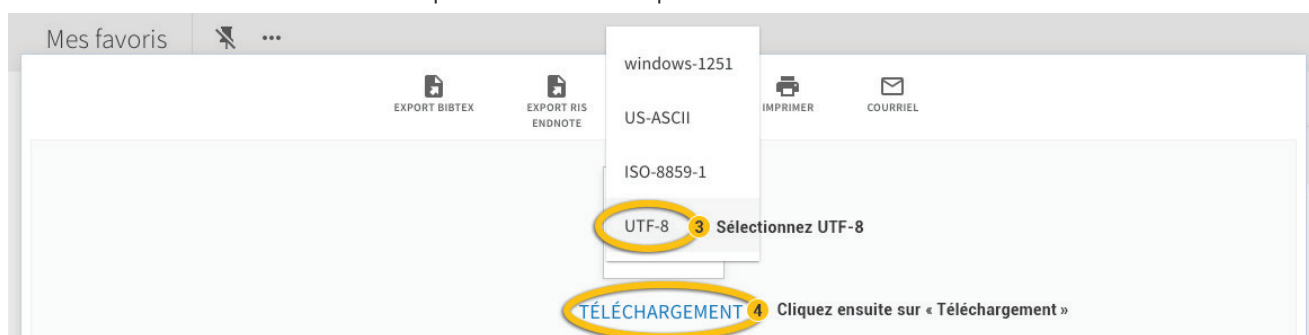 Mes favoris
windows-1251
EXPORT BIBTEX
EXPORT RIS
ENDNOTE
US-ASCII
IMPRIMER
COURRIEL
ISO-8859-1
UTF-8 3 Sélectionnez UTF-8
TÉLÉCHARGEMENT 4 Cliquez ensuite sur « Téléchargement »